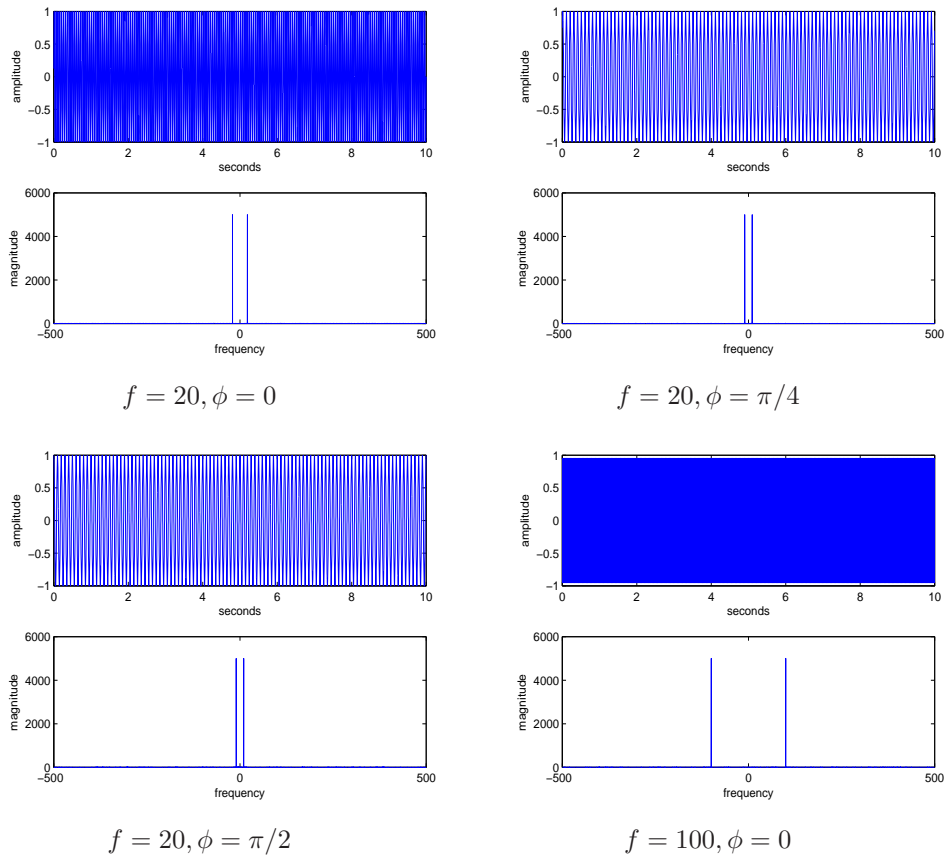 1
0.5
0
−0.5
−1
amplitude
0 2 4 6 8 10
seconds
6000
4000
2000
0
magnitude
−500 0 500
frequency
f = 20, ϕ = 0
1
0.5
0
−0.5
−1
amplitude
0 2 4 6 8 10
seconds
6000
4000
2000
0
magnitude
−500 0 500
frequency
f = 20, ϕ = π/4
1
0.5
0
−0.5
−1
amplitude
0 2 4 6 8 10
seconds
6000
4000
2000
0
magnitude
−500 0 500
frequency
f = 20, ϕ = π/2
1
0.5
0
−0.5
−1
amplitude
0 2 4 6 8 10
seconds
6000
4000
2000
0
magnitude
−500 0 500
frequency
f = 100, ϕ = 0